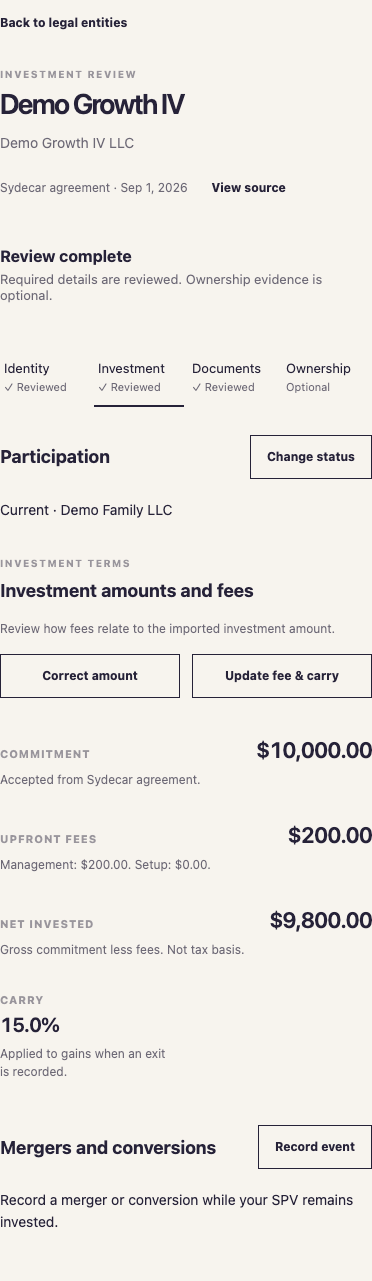 Back to legal entities
INVESTMENT REVIEW
Demo Growth IV
Demo Growth IV LLC
Sydecar agreement · Sep 1, 2026 View source
Review complete
Required details are reviewed. Ownership evidence is
optional.
Identity Investment Documents Ownership
✓ Reviewed ✓ Reviewed ✓ Reviewed Optional
Participation Change status
Current · Demo Family LLC
INVESTMENT TERMS
Investment amounts and fees
Review how fees relate to the imported investment amount.
Correct amount Update fee & carry
COMMITMENT $10,000.00
Accepted from Sydecar agreement.
UPFRONT FEES $200.00
Management: $200.00. Setup: $0.00.
NET INVESTED $9,800.00
Gross commitment less fees. Not tax basis.
CARRY
15.0%
Applied to gains when an exit
is recorded.
Mergers and conversions Record event
Record a merger or conversion while your SPV remains
invested.